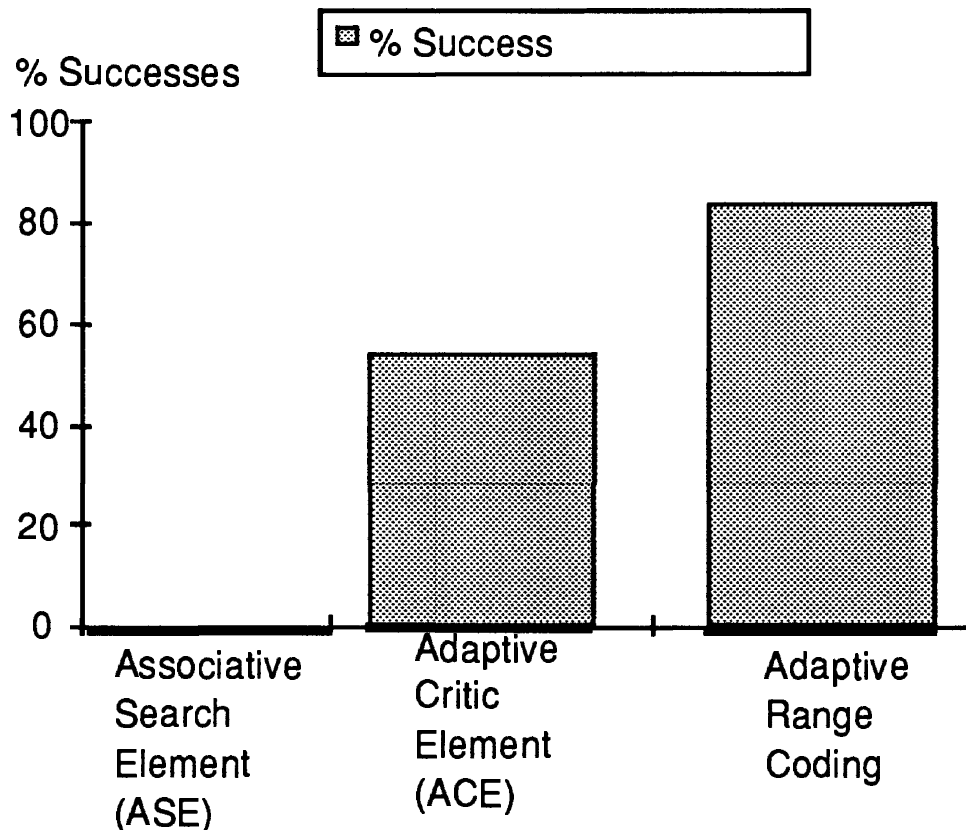 % Success
% Successes
100
80
60
40
20
0
Associative
Search
Element
(ASE)
Adaptive
Critic
Element
(ACE)
Adaptive
Range
Coding